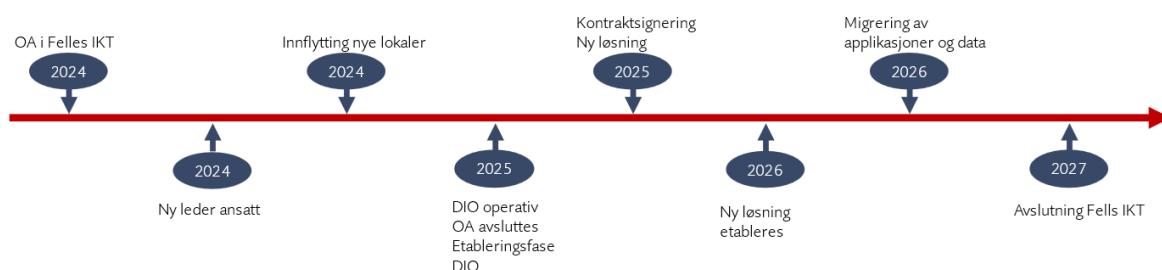 OA i Felles IKT
2024
2024
Ny leder ansatt
Innflytting nye lokaler
2024
2025
DIO operativ
OA avsluttes
Etableringsfase
DIO
Kontraktsignering
Ny løsning
2025
2026
Ny løsning
etableres
Migrering av
applikasjoner og data
2026
2027
Avslutning Fells IKT